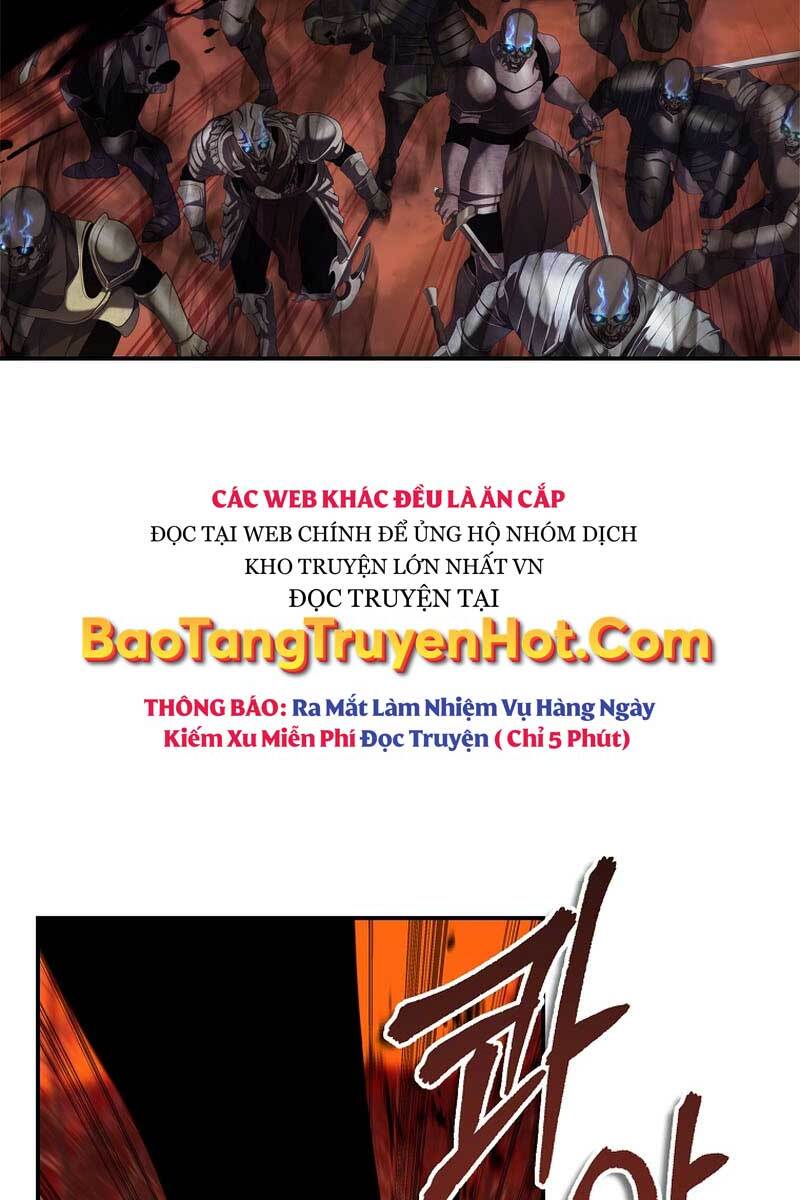 CÁC WEB KHÁC ĐỀU LÀ ĂN CẮP
ĐỌC TẠI WEB CHÍNH ĐỂ ỦNG HỘ NHÓM DỊCH
KHO TRUYỆN LỚN NHẤT VN
ĐỌC TRUYỆN TẠI
BaoTangTruyenHot.Com
THÔNG BÁO: Ra Mắt Làm Nhiệm Vụ Hàng Ngày
Kiếm Xu Miễn Phí Đọc Truyện ( Chỉ 5 Phút)
콰